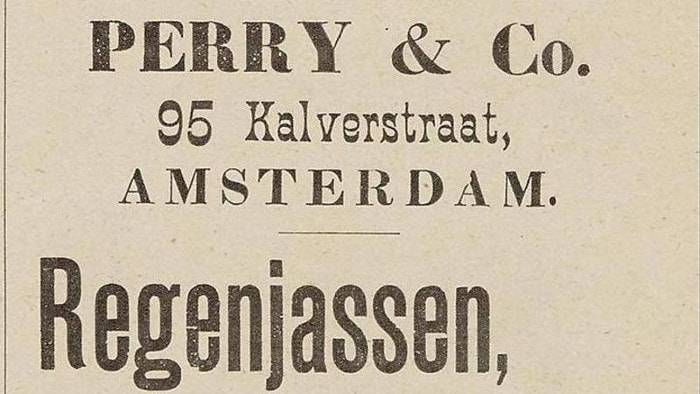 PERRY & Co.
95 Kalverstraat,
AMSTERDAM.
Regenjassen,